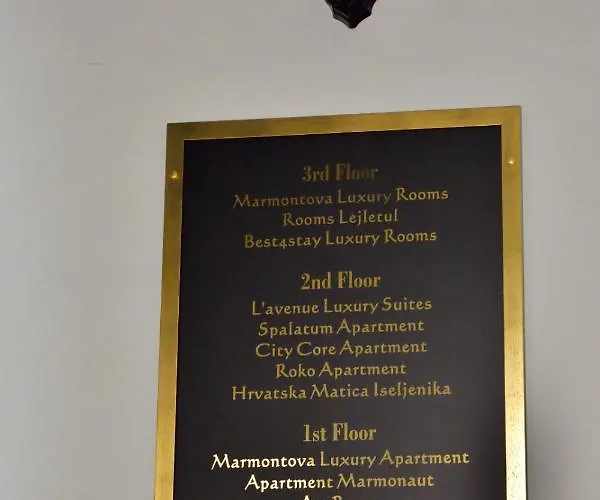 3rd Floor
Marmontova Luxury Rooms
Rooms Lejletul
Best4stay Luxury Rooms
2nd Floor
L'avenue Luxury Suites
Spalatum Apartment
City Core Apartment
Roko Apartment
Hrvatska Matica Iseljenika
1st Floor
Marmontova Luxury Apartment
Apartment Marmonaut